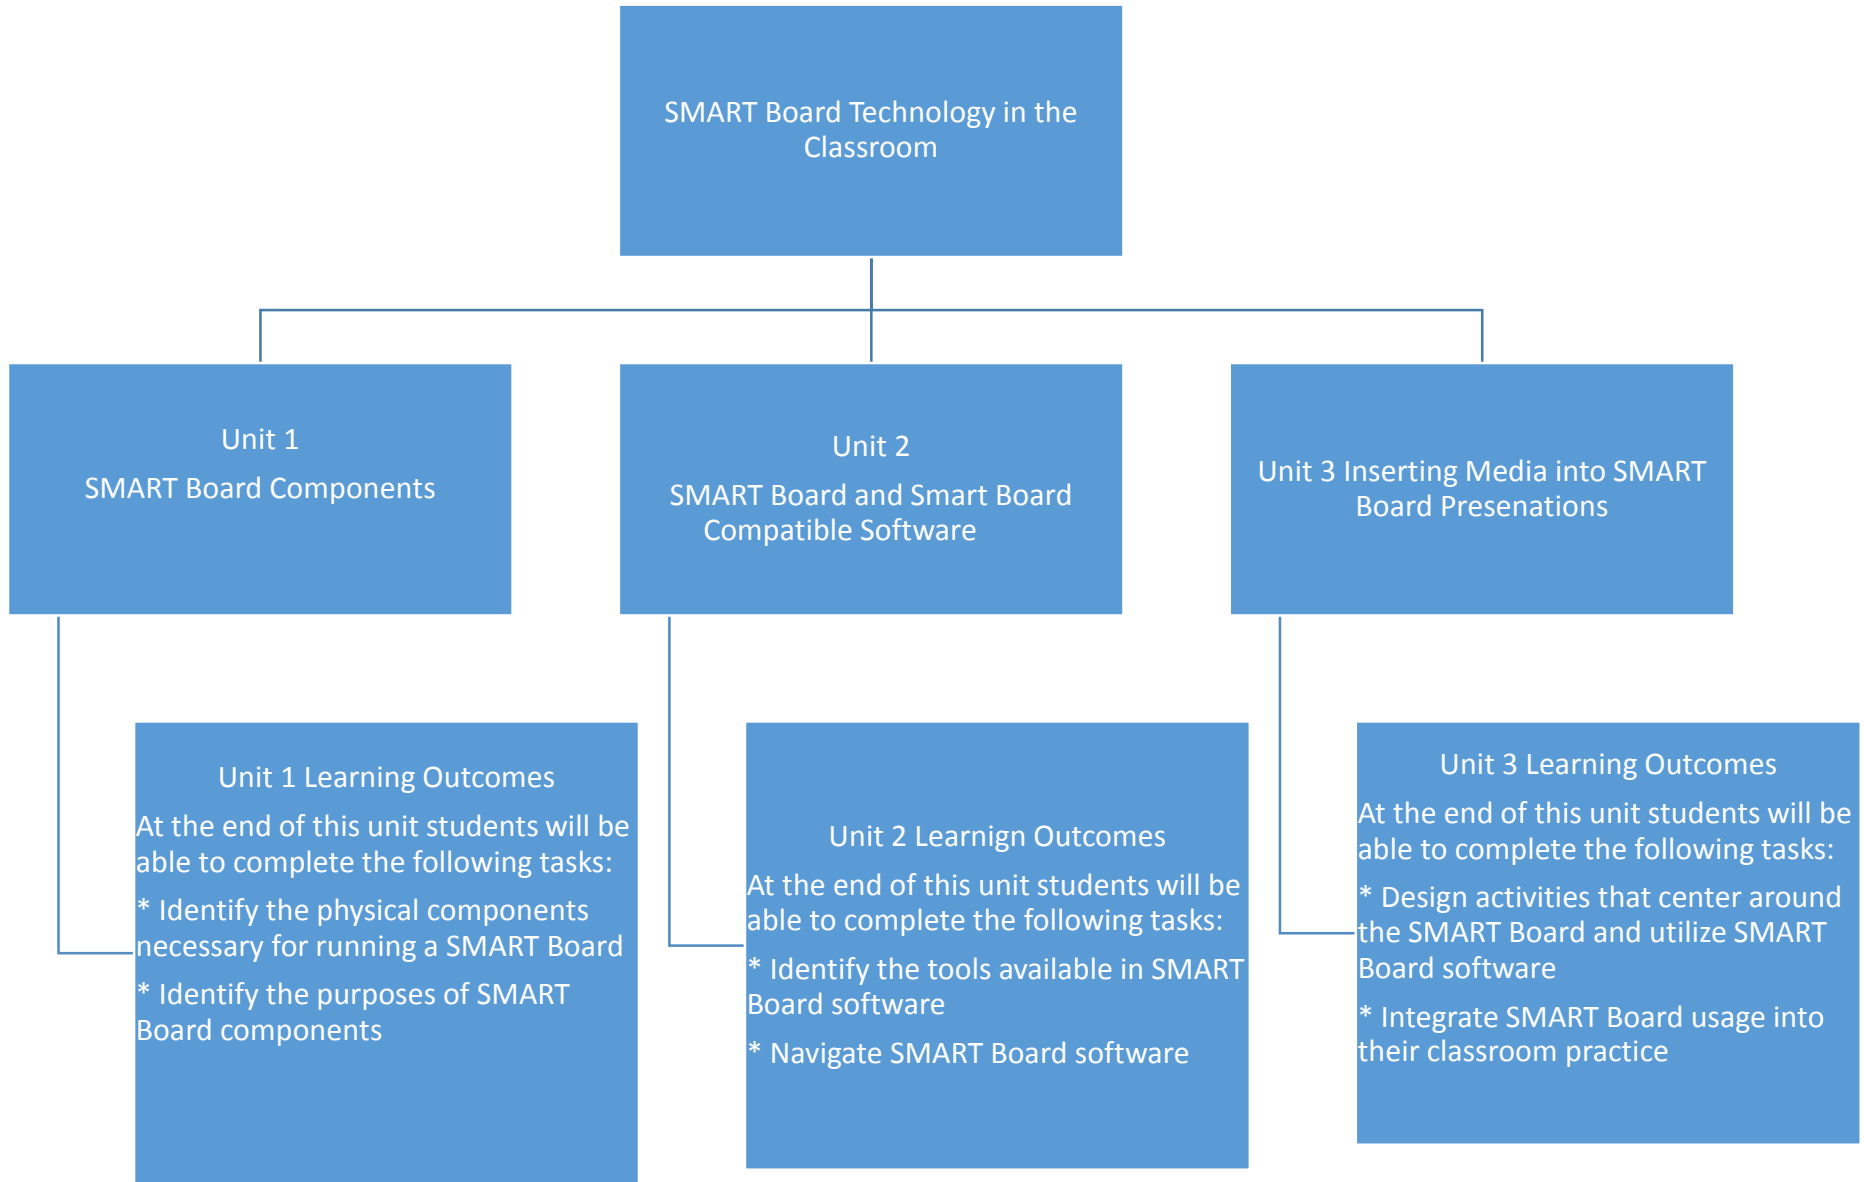 SMART Board Technology in the
Classroom
Unit 1
SMART Board Components
Unit 2
SMART Board and Smart Board
Compatible Software
Unit 3 Inserting Media into SMART
Board Presenations
Unit 1 Learning Outcomes
At the end of this unit students will be
able to complete the following tasks:
* Identify the physical components
necessary for running a SMART Board
* Identify the purposes of SMART
Board components
Unit 2 Learnign Outcomes
At the end of this unit students will be
able to complete the following tasks:
* Identify the tools available in SMART
Board software
* Navigate SMART Board software
Unit 3 Learning Outcomes
At the end of this unit students will be
able to complete the following tasks:
* Design activities that center around
the SMART Board and utilize SMART
Board software
* Integrate SMART Board usage into
their classroom practice